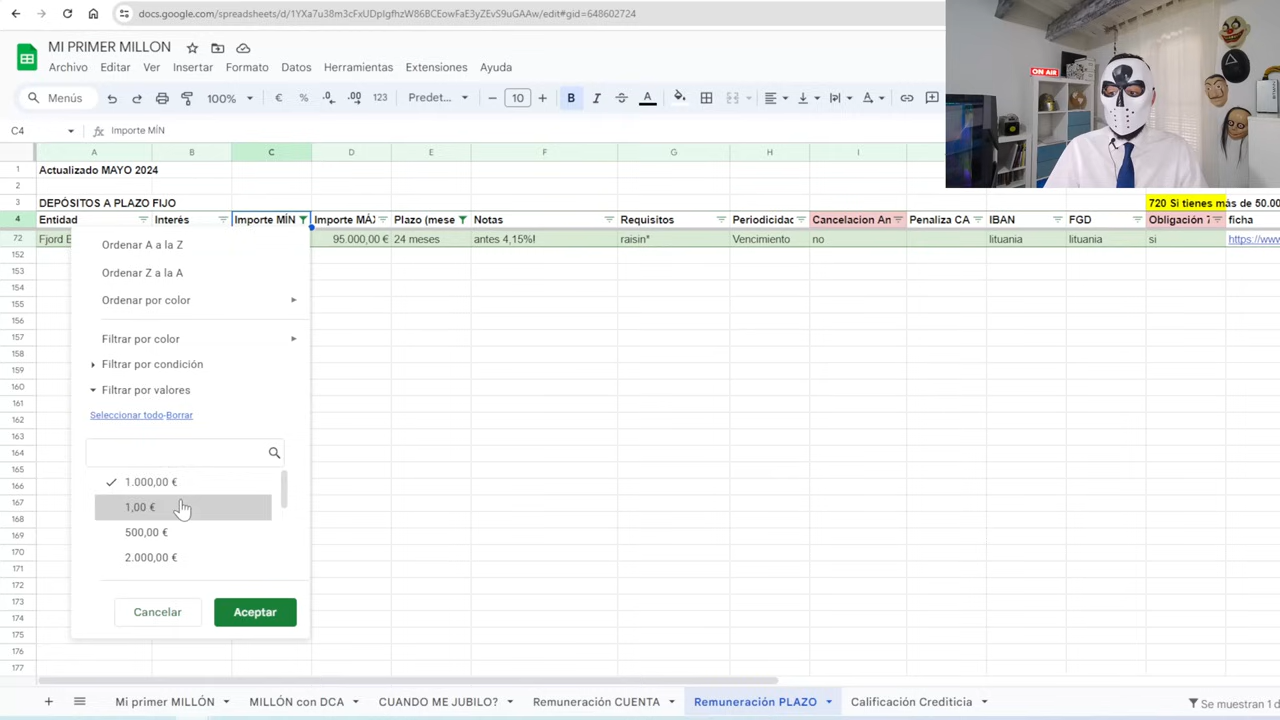 docs.google.com/spreadsheets/d/1YXa7u38m3cFxUDpIgfhzW86BCEowFaE3yZEvS9uGAAw/edit#gid=648602724
MI PRIMER MILLON
Archivo Editar Ver Insertar Formato Datos Herramientas Extensiones Ayuda
Menús 100% € % .0 .00 123 Predet... 10 B I A
C4 Importe MÍN
A B C D E F G H I
1 Actualizado MAYO 2024
2
3 DEPÓSITOS A PLAZO FIJO 720 Si tienes más de 50.00
4 Entidad Interés Importe MÍN Importe MÁX Plazo (mese Notas Requisitos Periodicidac Cancelacion An Penaliza CA IBAN FGD Obligación 7 ficha
72 Fjord B 95.000,00 € 24 meses antes 4,15%! raisin* Vencimiento no lituania lituania si https://www
152
153
154
155
157
158
159
160
161
162
163
164
165
166
167
168
169
170
172
173
174
175
176
177
Ordenar A a la Z
Ordenar Z a la A
Ordenar por color
Filtrar por color
Filtrar por condición
Filtrar por valores
Seleccionar todo-Borrar
1.000,00 €
1,00 €
500,00 €
2.000,00 €
Cancelar Aceptar
Mi primer MILLÓN MILLÓN con DCA CUANDO ME JUBILO? Remuneración CUENTA Remuneración PLAZO Calificación Crediticia Se muestran 1 d
ON AIR